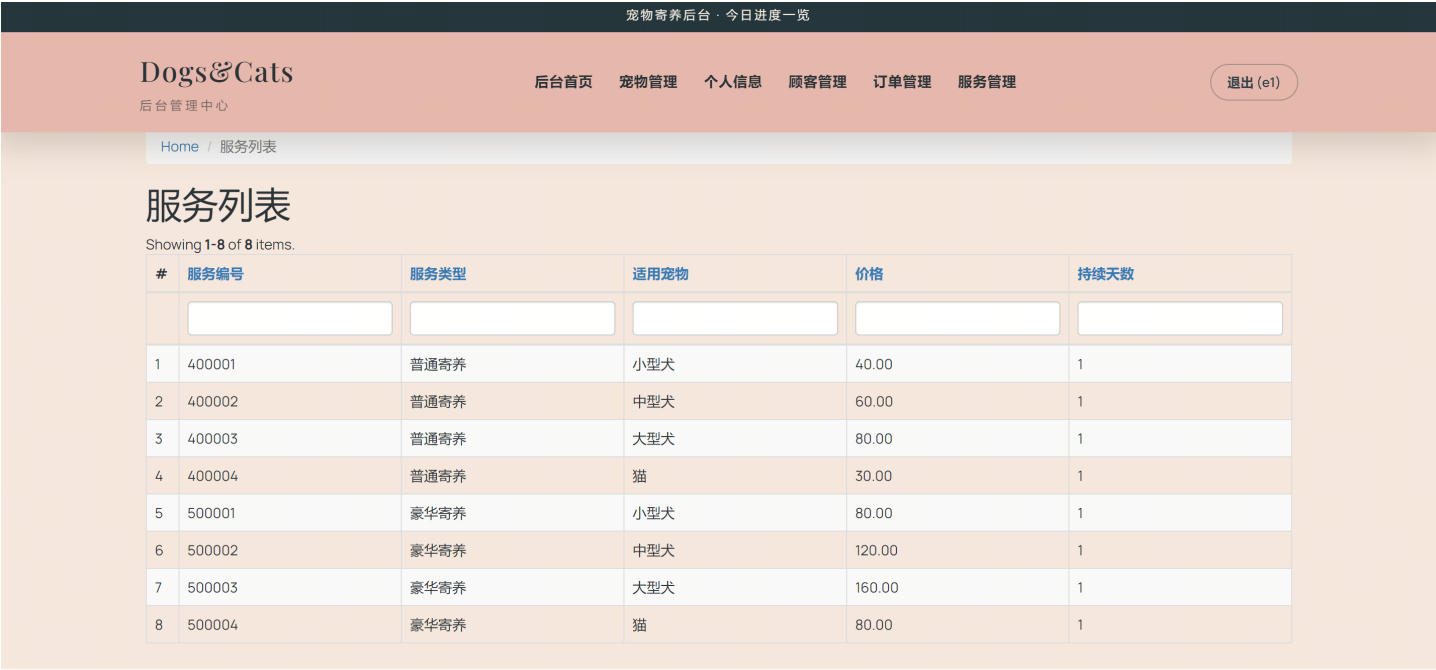 宠物寄养后台 · 今日进度一览
Dogs&Cats
后台管理中心
后台首页 宠物管理 个人信息 顾客管理 订单管理 服务管理
退出 (e1)
Home / 服务列表
服务列表
Showing 1-8 of 8 items.
# 服务编号 服务类型 适用宠物 价格 持续天数
1 400001 普通寄养 小型犬 40.00 1
2 400002 普通寄养 中型犬 60.00 1
3 400003 普通寄养 大型犬 80.00 1
4 400004 普通寄养 猫 30.00 1
5 500001 豪华寄养 小型犬 80.00 1
6 500002 豪华寄养 中型犬 120.00 1
7 500003 豪华寄养 大型犬 160.00 1
8 500004 豪华寄养 猫 80.00 1